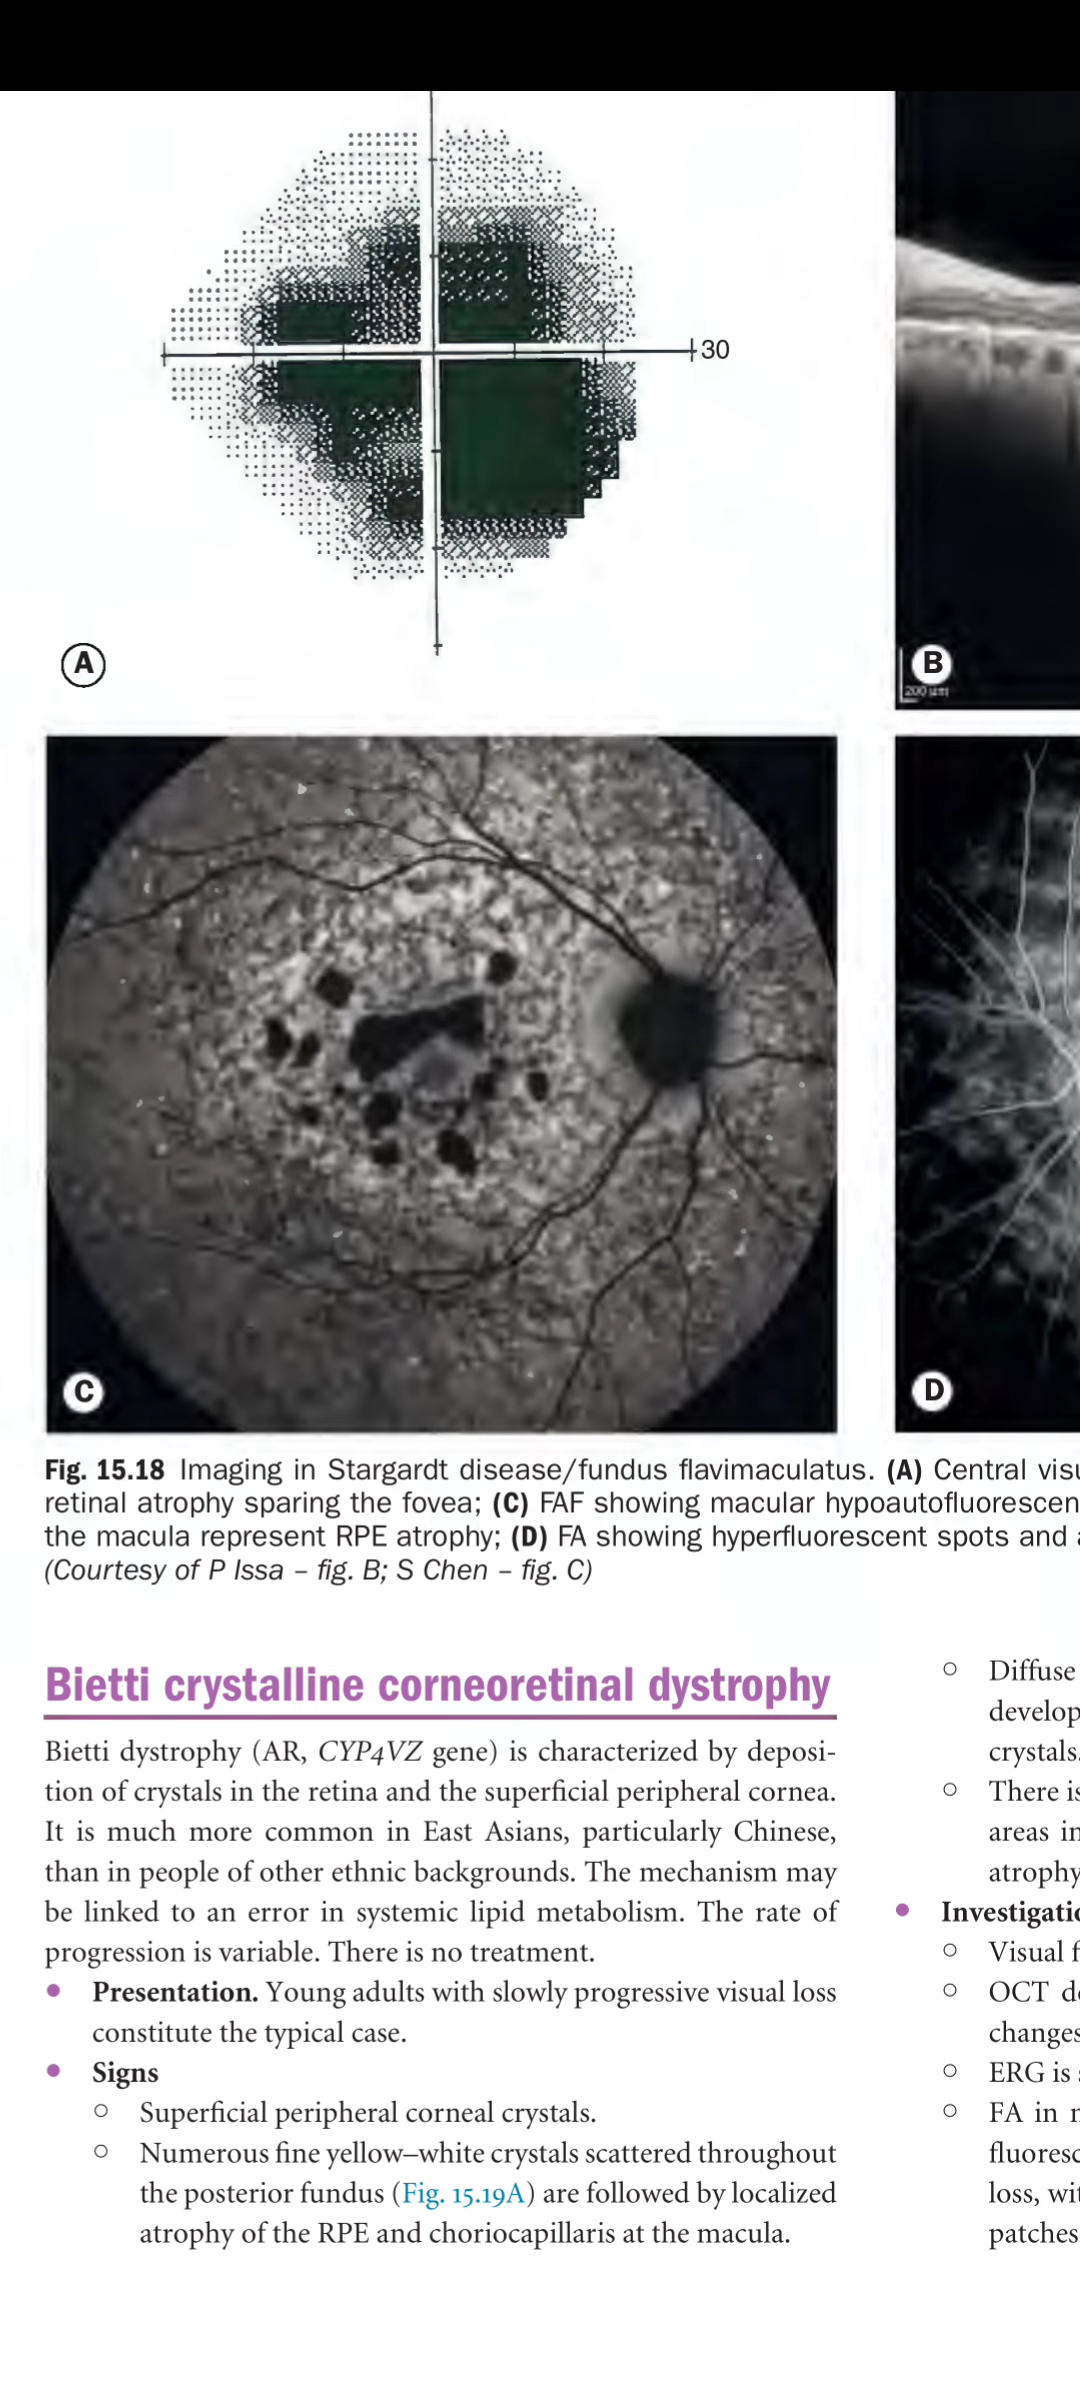 30
A
B
200 µm
C
D
Fig. 15.18 Imaging in Stargardt disease/fundus flavimaculatus. (A) Central
retinal atrophy sparing the fovea; (C) FAF showing macular
the macula represent RPE atrophy; (D) FA showing hyperfluorescent spots and
(Courtesy of P Issa – fig. B; S Chen – fig. C)
Bietti crystalline corneoretinal dystrophy
Bietti dystrophy (AR, CYP4VZ gene) is characterized by deposi-
tion of crystals in the retina and the superficial peripheral cornea.
It is much more common in East Asians, particularly Chinese,
than in people of other ethnic backgrounds. The mechanism may
be linked to an error in systemic lipid metabolism. The rate of
progression is variable. There is no treatment.
• Presentation. Young adults with slowly progressive visual loss
constitute the typical case.
• Signs
○ Superficial peripheral corneal crystals.
○ Numerous fine yellow–white crystals scattered throughout
the posterior fundus (Fig. 15.19A) are followed by localized
atrophy of the RPE and choriocapillaris at the macula.
○ Diffuse
develop
crystals.
○ There is
areas in
atrophy
•
○ Visual
○ OCT
changes
○ ERG is
○ FA in
loss,
patches